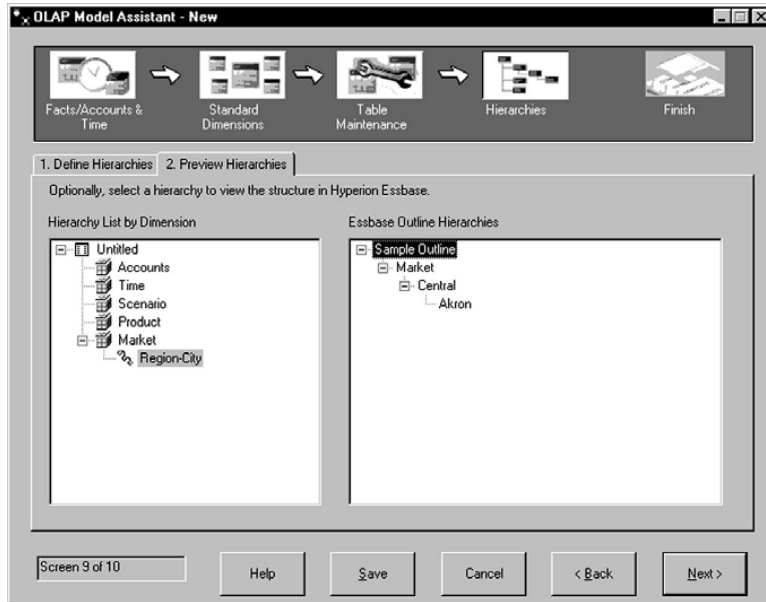 OLAP Model Assistant - New
Facts/Accounts &
Time
Standard
Dimensions
Table
Maintenance
Hierarchies
Finish
1. Define Hierarchies
2. Preview Hierarchies
Optionally, select a hierarchy to view the structure in Hyperion Essbase.
Hierarchy List by Dimension
Essbase Outline Hierarchies
Untitled
Accounts
Time
Scenario
Product
Market
Region-City
Sample Outline
Market
Central
Akron
Screen 9 of 10
Help
Save
Cancel
< Back
Next >